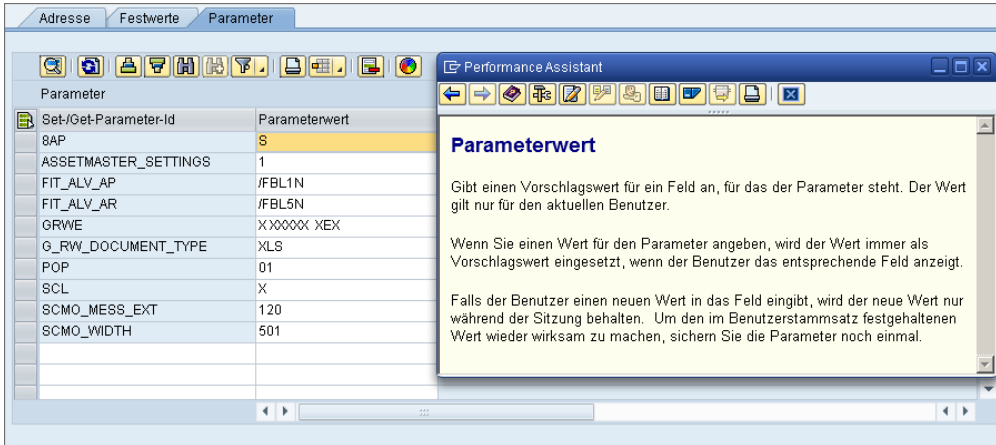 Adresse Festwerte Parameter
Performance Assistant
Parameter
Set-/Get-Parameter-Id Parameterwert
8AP S
ASSETMASTER_SETTINGS 1
FIT_ALV_AP /FBL1N
FIT_ALV_AR /FBL5N
GRWE X XXXXX XEX
G_RW_DOCUMENT_TYPE XLS
POP 01
SCL X
SCMO_MESS_EXT 120
SCMO_WIDTH 501
Parameterwert
Gibt einen Vorschlagswert für ein Feld an, für das der Parameter steht. Der Wert
gilt nur für den aktuellen Benutzer.
Wenn Sie einen Wert für den Parameter angeben, wird der Wert immer als
Vorschlagswert eingesetzt, wenn der Benutzer das entsprechende Feld anzeigt.
Falls der Benutzer einen neuen Wert in das Feld eingibt, wird der neue Wert nur
während der Sitzung behalten. Um den im Benutzerstammsatz festgehaltenen
Wert wieder wirksam zu machen, sichern Sie die Parameter noch einmal.